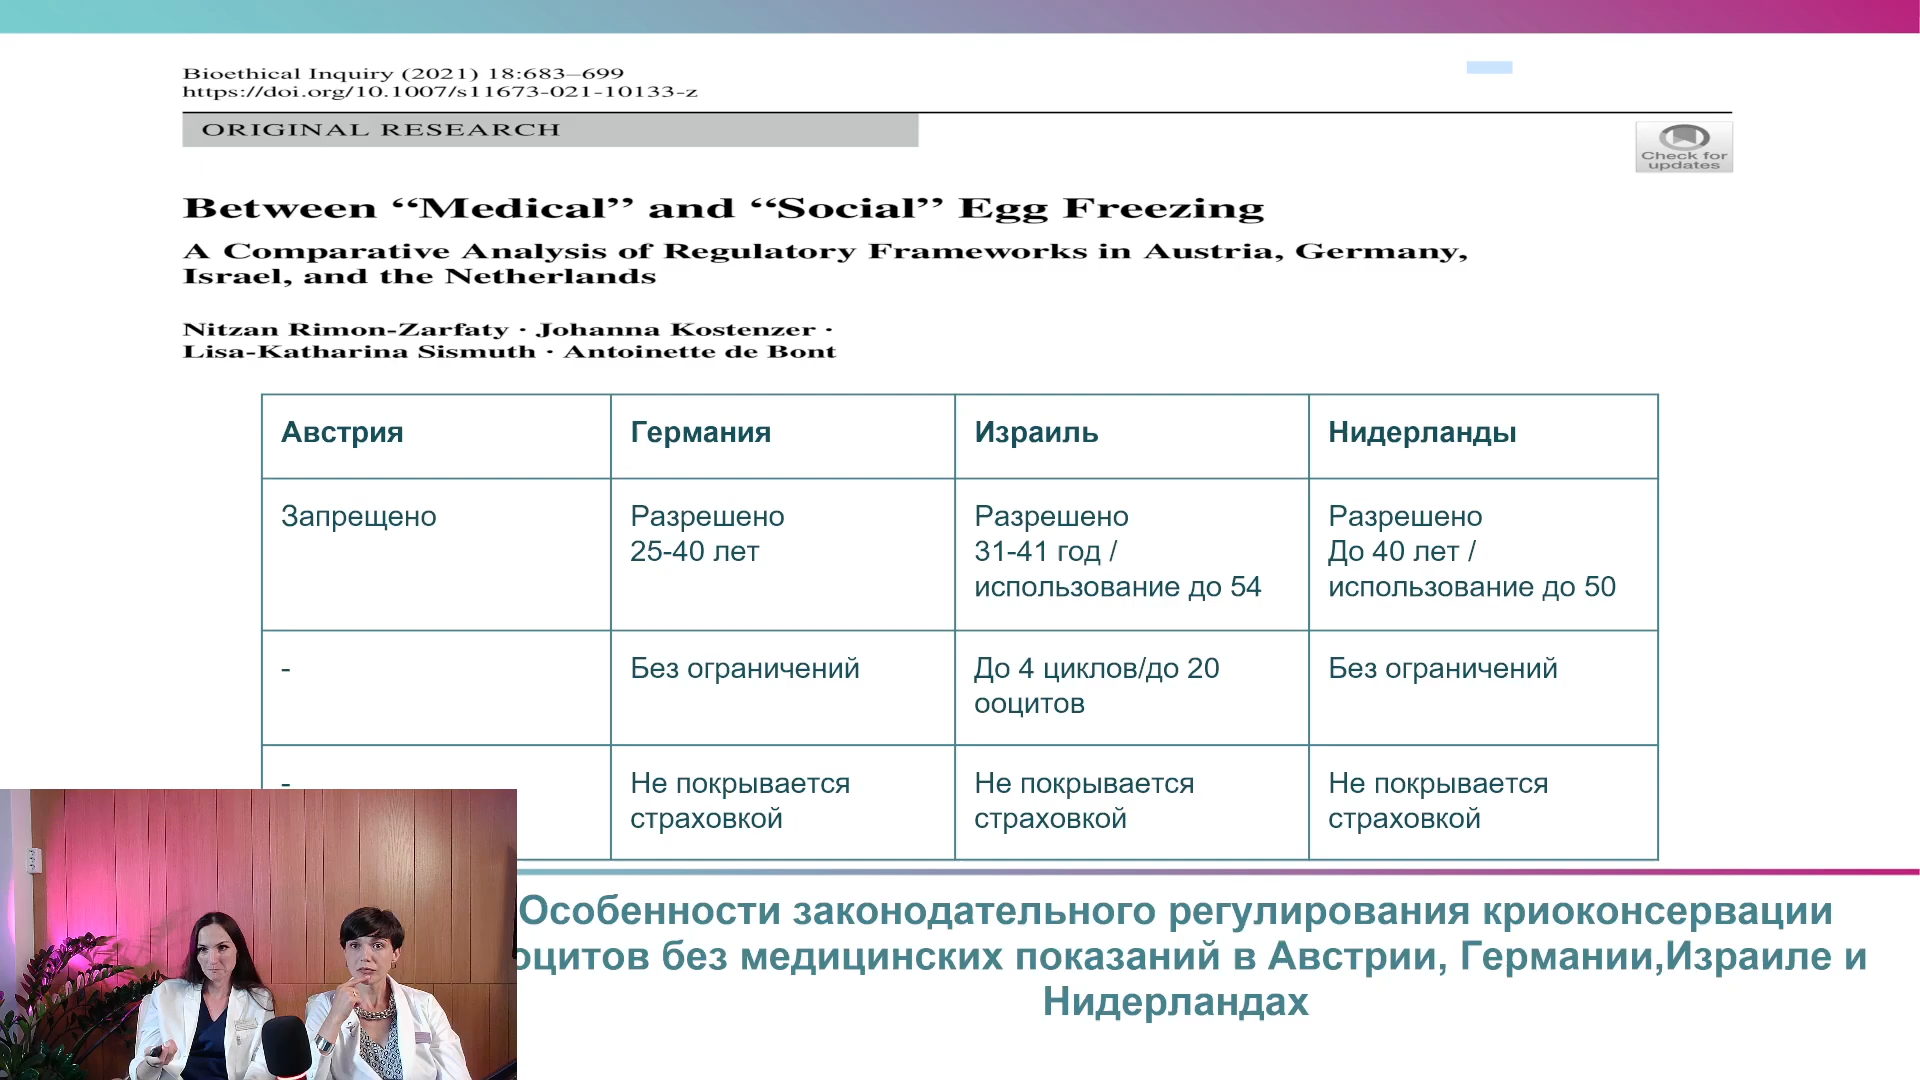 Bioethical Inquiry (2021) 18:683–699
https://doi.org/10.1007/s11673-021-10133-z
ORIGINAL RESEARCH
Check for
updates
Between “Medical” and “Social” Egg Freezing
A Comparative Analysis of Regulatory Frameworks in Austria, Germany,
Israel, and the Netherlands
Nitzan Rimon-Zarfaty · Johanna Kostenzer ·
Lisa-Katharina Sismuth · Antoinette de Bont
Австрия
Германия
Израиль
Нидерланды
Запрещено
Разрешено
25-40 лет
Разрешено
31-41 год /
использование до 54
Разрешено
До 40 лет /
использование до 50
-
Без ограничений
До 4 циклов/до 20
ооцитов
Без ограничений
-
Не покрывается
страховкой
Не покрывается
страховкой
Не покрывается
страховкой
Особенности законодательного регулирования криоконсервации
оцитов без медицинских показаний в Австрии, Германии,Израиле и
Нидерландах